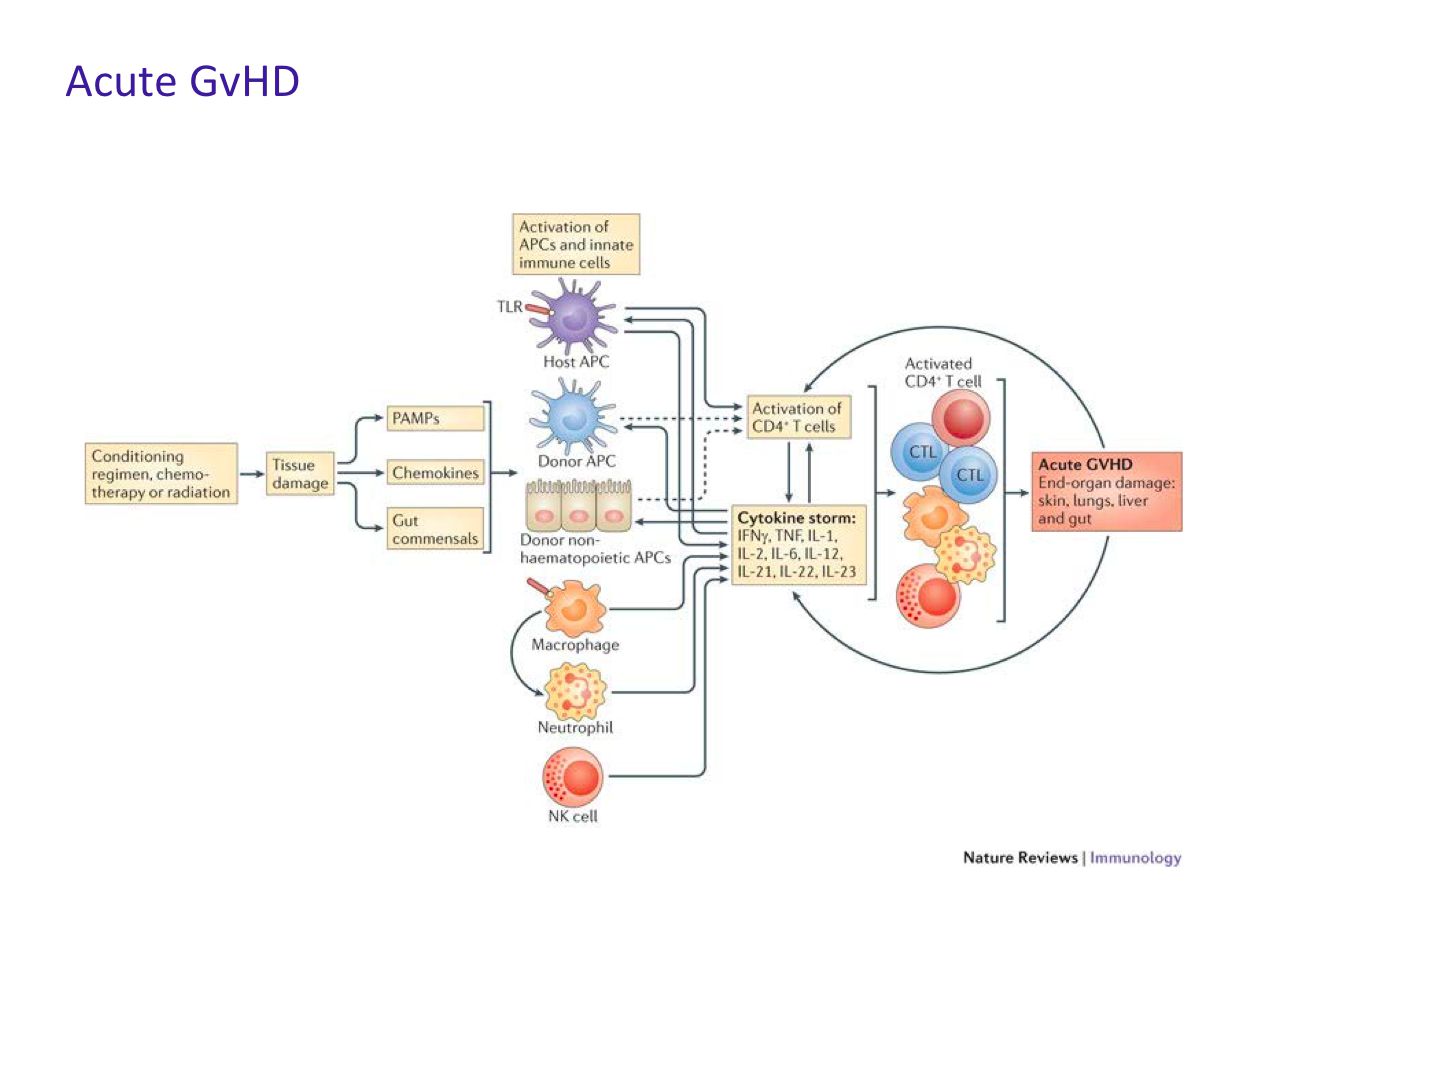 Acute GvHD
Activation of
APCs and innate
immune cells
TLR
Host APC
Donor APC
Donor non-
haematopoietic APCs
Macrophage
Neutrophil
NK cell
Conditioning
regimen, chemo-
therapy or radiation
Tissue
damage
PAMPs
Chemokines
Gut
commensals
Activation of
CD4⁺ T cells
Cytokine storm:
IFNγ, TNF, IL-1,
IL-2, IL-6, IL-12,
IL-21, IL-22, IL-23
Activated
CD4⁺ T cell
CTL
CTL
Acute GVHD
End-organ damage:
skin, lungs, liver
and gut
Nature Reviews | Immunology